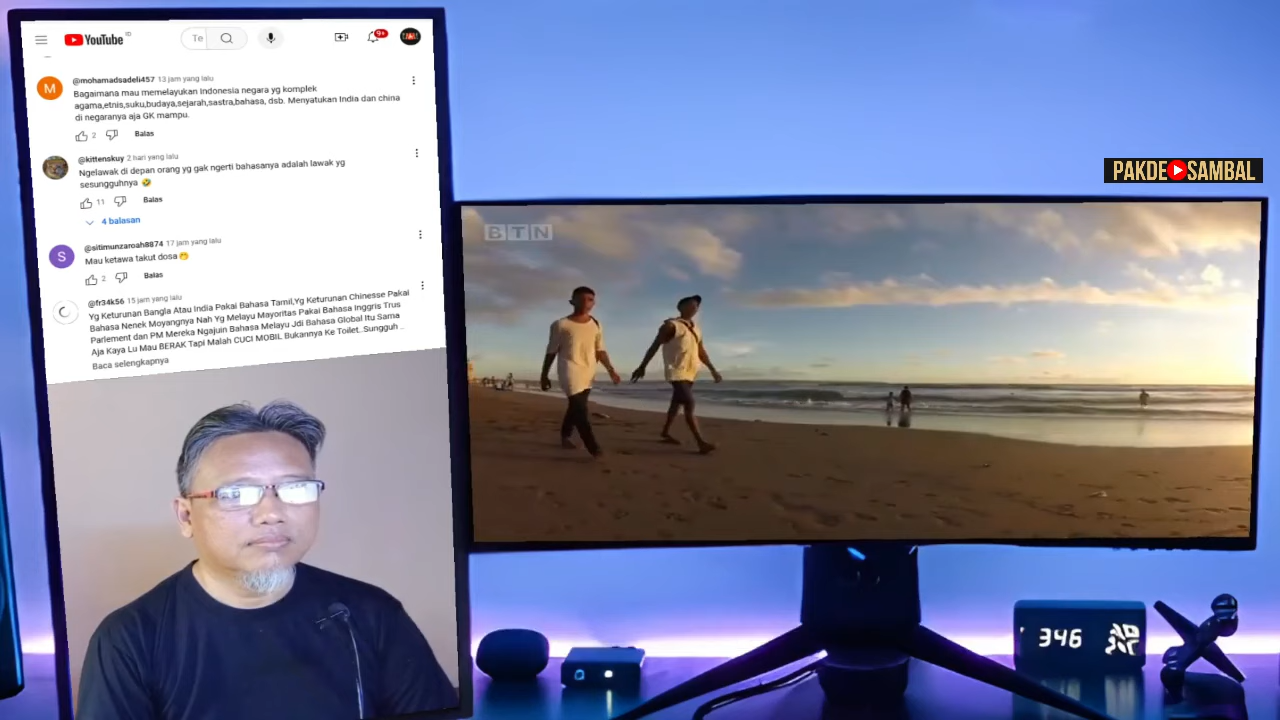 YouTube ID
Te
9+
@mohamadsadeli457 13 jam yang lalu
Bagaimana mau memelayukan Indonesia negara yg komplek
agama,etnis,suku,budaya,sejarah,sastra,bahasa, dsb. Menyatukan India dan china
di negaranya aja GK mampu.
2 Balas
@kittenskuy 2 hari yang lalu
Ngelawak di depan orang yg gak ngerti bahasanya adalah lawak yg
sesungguhnya 🤣
11 Balas
4 balasan
@sitimunzaroah8874 17 jam yang lalu
Mau ketawa takut dosa🤭
2 Balas
@fr34k56 15 jam yang lalu
Yg Keturunan Bangla Atau India Pakai Bahasa Tamil,Yg Keturunan Chinesse Pakai
Bahasa Nenek Moyangnya Nah Yg Melayu Mayoritas Pakai Bahasa Inggris Trus
Parlement dan PM Mereka Ngajuin Bahasa Melayu Jdi Bahasa Global Itu Sama
Aja Kaya Lu Mau BERAK Tapi Malah CUCI MOBIL Bukannya Ke Toilet..Sungguh ..
Baca selengkapnya
M
S
PAKDE SAMBAL
BTN
346